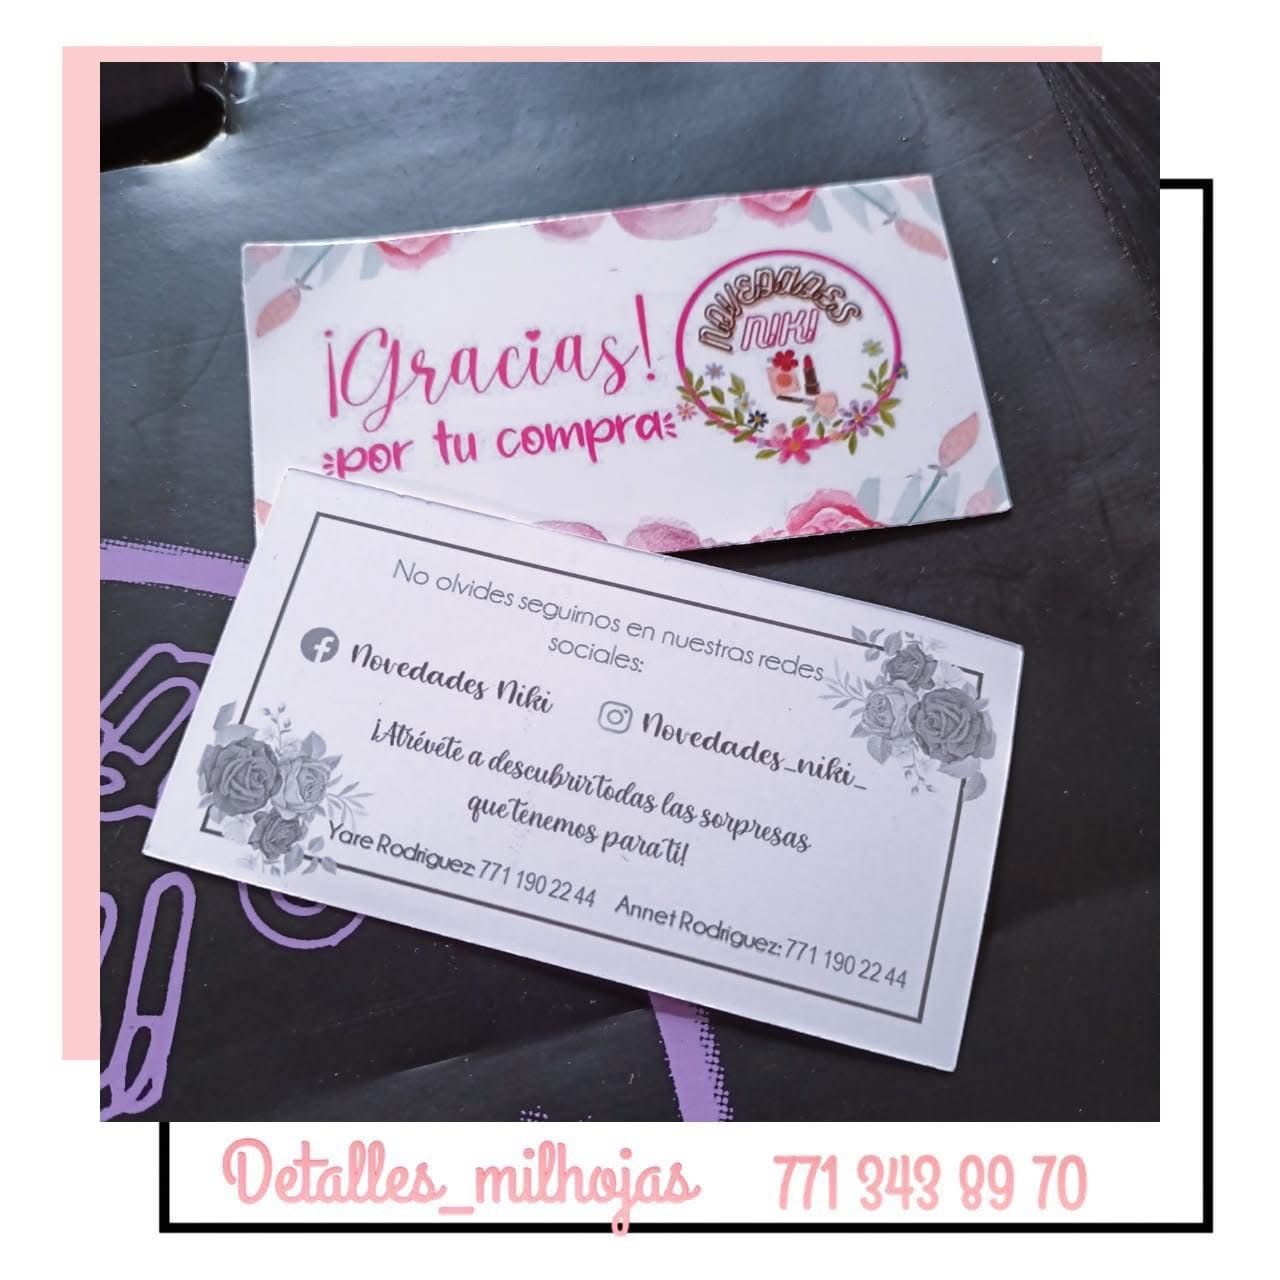 ¡Gracias!
por tu compra
NOVEDADES
NIKI
No olvides seguirnos en nuestras redes
sociales:
Novedades Niki
Novedades_niki_
¡Atrévete a descubrir todas las sorpresas
que tenemos para ti!
Yare Rodriguez: 771 190 22 44 Annet Rodriguez: 771 190 22 44
Detalles_milhojas 771 343 89 70